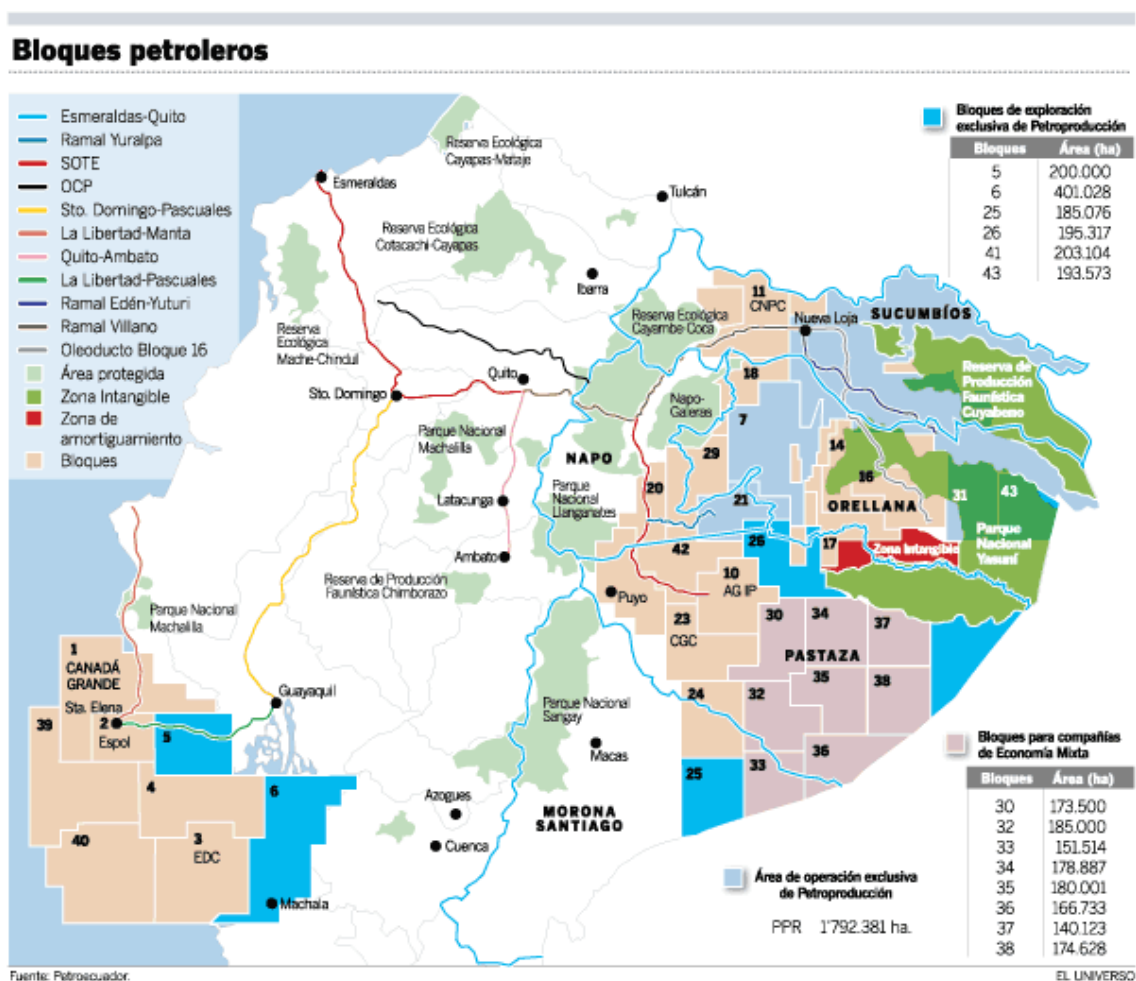 Bloques petroleros
Esmeraldas-Quito
Ramal Yuralpa
SOTE
OCP
Sto. Domingo-Pascuales
La Libertad-Manta
Quito-Ambato
La Libertad-Pascuales
Ramal Edén-Yuturi
Ramal Villano
Oleoducto Bloque 16
Área protegida
Zona Intangible
Zona de
amortiguamiento
Bloques
Bloques de exploración
exclusiva de Petroproducción
Bloques Área (ha)
5 200.000
6 401.028
25 185.076
26 195.317
41 203.104
43 193.573
Reserva Ecológica
Cayapas-Mataje
Esmeraldas
Tulcán
Reserva Ecológica
Cotacachi-Cayapas
Ibarra
Reserva
Ecológica
Mache-Chindul
Reserva Ecológica
Cayambe-Coca
11
CNPC
Nueva Loja
SUCUMBÍOS
Reserva de
Producción
Faunística
Cuyabeno
Quito
Sto. Domingo
18
Napo-
Galeras
7
Parque Nacional
Machalilla
NAPO
29
14
16
ORELLANA
31
43
Parque
Nacional
Llanganates
20
21
Latacunga
Parque
Nacional
Yasuní
Ambato
42
26
17
Zona Intangible
Reserva de Producción
Faunística Chimborazo
Puyo
10
AGIP
23
CGC
30
34
37
PASTAZA
Parque Nacional
Machalilla
1
CANADÁ
GRANDE
Sta. Elena
2
Espol
39
5
Guayaquil
Parque Nacional
Sangay
24
32
35
38
Macas
36
33
25
4
6
40
3
EDC
Azogues
Cuenca
MORONA
SANTIAGO
Machala
Bloques para compañías
de Economía Mixta
Bloques Área (ha)
30 173.500
32 185.000
33 151.514
34 178.887
35 180.001
36 166.733
37 140.123
38 174.628
Área de operación exclusiva
de Petroproducción
PPR 1'792.381 ha.
Fuente: Petroecuador.
EL UNIVERSO